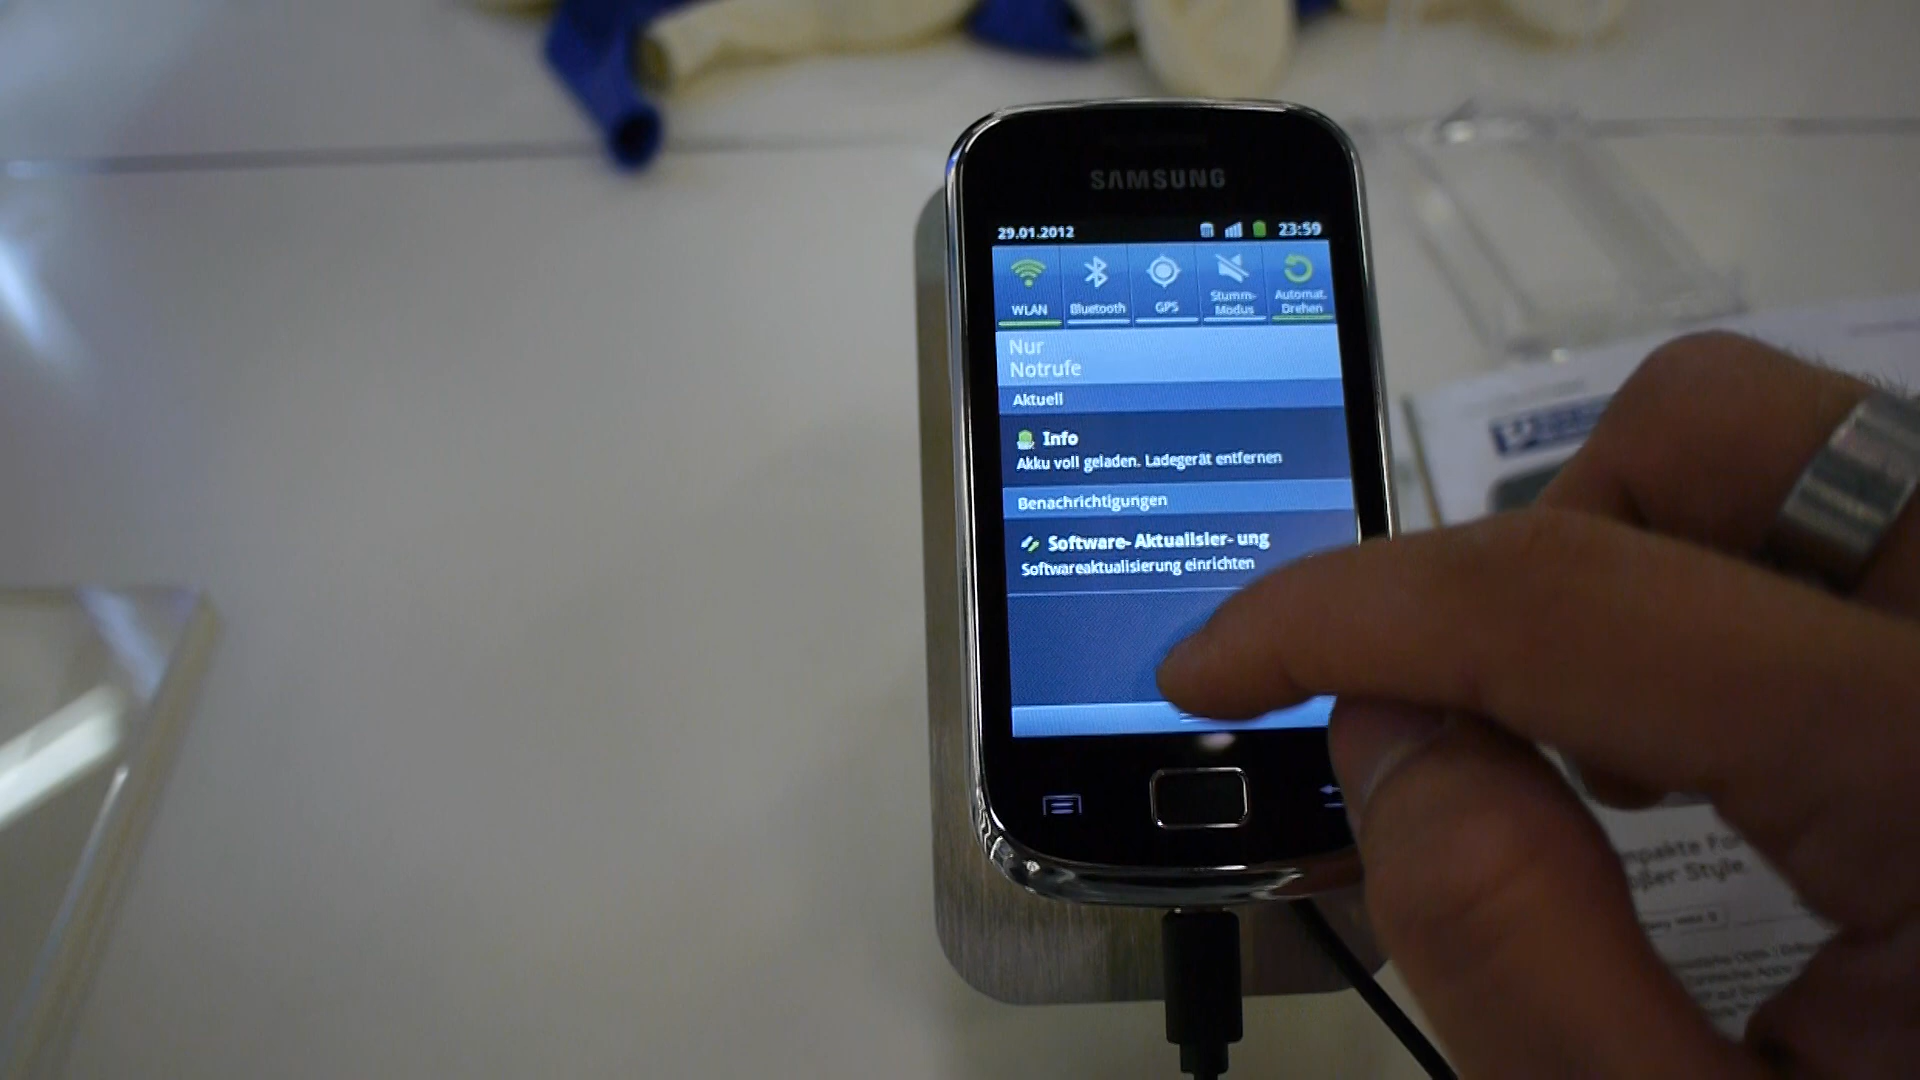 SAMSUNG
29.01.2012 23:59
WLAN
Bluetooth
GPS
Stumm-
Modus
Automat.
Drehen
Nur
Notrufe
Aktuell
Info
Akku voll geladen. Ladegerät entfernen
Benachrichtigungen
Software- Aktualisier- ung
Softwareaktualisierung einrichten
Style